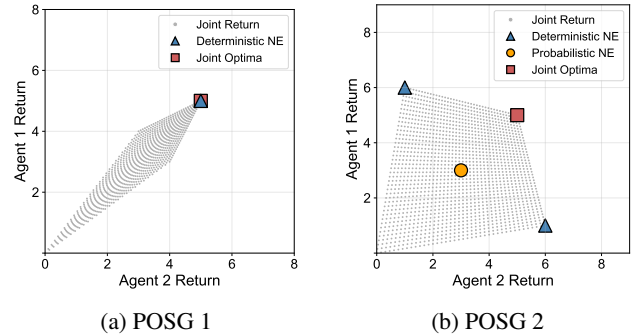 8
6
4
2
0
2
4
6
8
Agent 1 Return
Agent 2 Return
Joint Return
Deterministic NE
Joint Optima
(a) POSG 1
8
6
4
2
0
2
4
6
8
Agent 1 Return
Agent 2 Return
Joint Return
Deterministic NE
Probabilistic NE
Joint Optima
(b) POSG 2